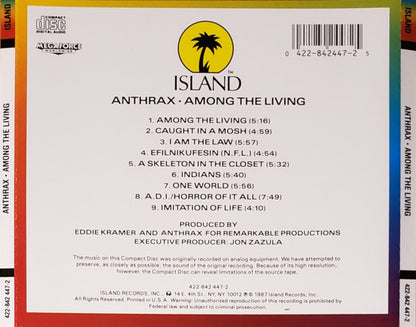 COMPACT
disc
DIGITAL AUDIO
MEGAFORCE
WORLDWIDE
0 422-842447-2 5
ISLAND
TM
ANTHRAX • AMONG THE LIVING
1. AMONG THE LIVING (5:16)
2. CAUGHT IN A MOSH (4:59)
3. I AM THE LAW (5:57)
4. EFILNIKUFESIN (N.F.L.) (4:54)
5. A SKELETON IN THE CLOSET (5:32)
6. INDIANS (5:40)
7. ONE WORLD (5:56)
8. A.D.I./HORROR OF IT ALL (7:49)
9. IMITATION OF LIFE (4:10)
PRODUCED BY
EDDIE KRAMER AND ANTHRAX FOR REMARKABLE PRODUCTIONS
EXECUTIVE PRODUCER: JON ZAZULA
The music on this Compact Disc was originally recorded on analog equipment. We have attempted to
preserve, as closely as possible, the sound of the original recording. Because of its high resolution,
however, the Compact Disc can reveal limitations of the source tape.
422-842 447-2
ISLAND RECORDS, INC., 14 E. 4th St., NY, NY 10012 ℗ © 1987 Island Records, Inc.
All Rights Reserved. Printed in U.S.A. Warning: Unauthorized reproduction of this recording is prohibited by
Federal law and subject to criminal prosecution.
ISLAND
ANTHRAX • AMONG THE LIVING
422-842 447-2
ISLAND
ANTHRAX • AMONG THE LIVING
422-842 447-2